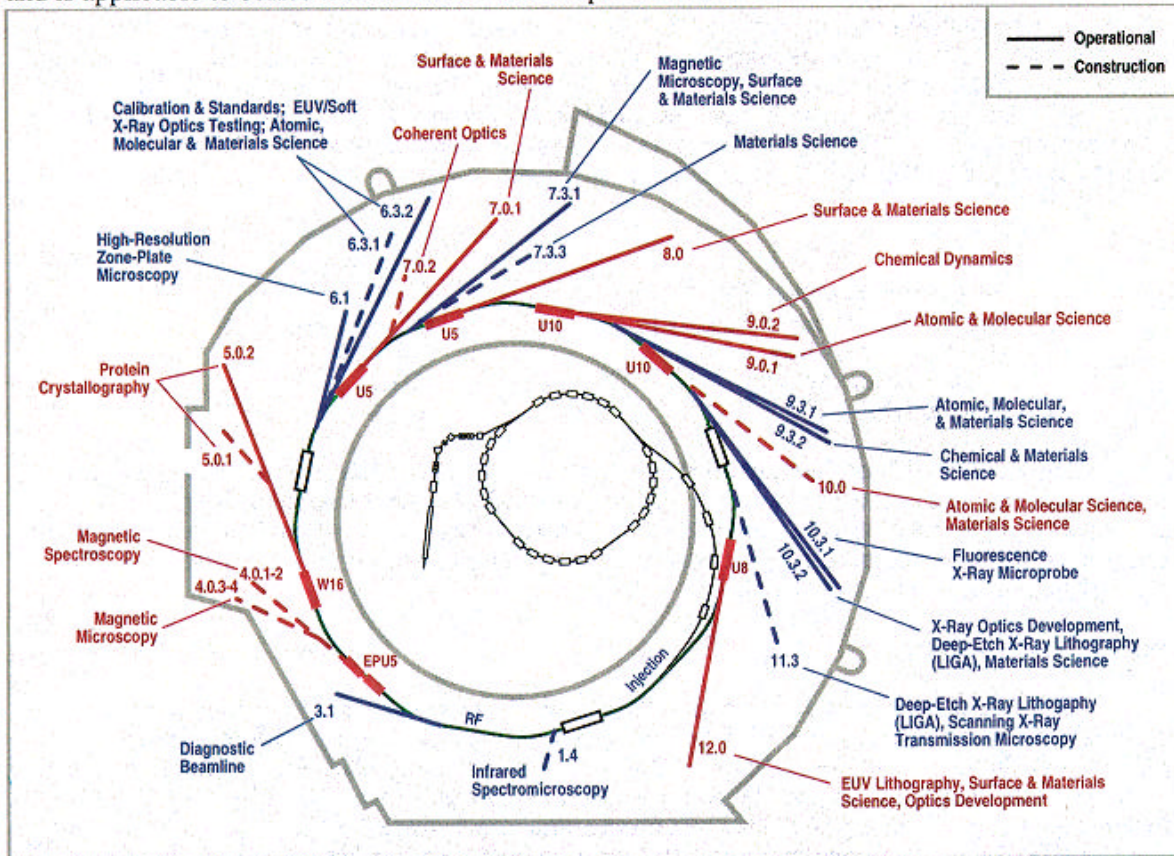 Operational
Construction
Surface & Materials
Science
Magnetic
Microscopy, Surface
& Materials Science
Calibration & Standards; EUV/Soft
X-Ray Optics Testing; Atomic,
Molecular & Materials Science
Coherent Optics
Materials Science
High-Resolution
Zone-Plate
Microscopy
6.3.2
6.3.1
6.1
7.0.1
7.0.2
7.3.1
7.3.3
8.0
Surface & Materials Science
Chemical Dynamics
9.0.2
9.0.1
Atomic & Molecular Science
U5
U5
U10
U10
Protein
Crystallography
5.0.2
5.0.1
9.3.1
9.3.2
Atomic, Molecular,
& Materials Science
Chemical & Materials
Science
10.0
Atomic & Molecular Science,
Materials Science
Magnetic
Spectroscopy
4.0.1-2
4.0.3-4
Magnetic
Microscopy
W16
EPU5
U8
10.3.1
10.3.2
Fluorescence
X-Ray Microprobe
X-Ray Optics Development,
Deep-Etch X-Ray Lithography
(LIGA), Materials Science
11.3
Deep-Etch X-Ray Lithogaphy
(LIGA), Scanning X-Ray
Transmission Microscopy
3.1
Diagnostic
Beamline
RF
Injection
1.4
Infrared
Spectromicroscopy
12.0
EUV Lithography, Surface & Materials
Science, Optics Development